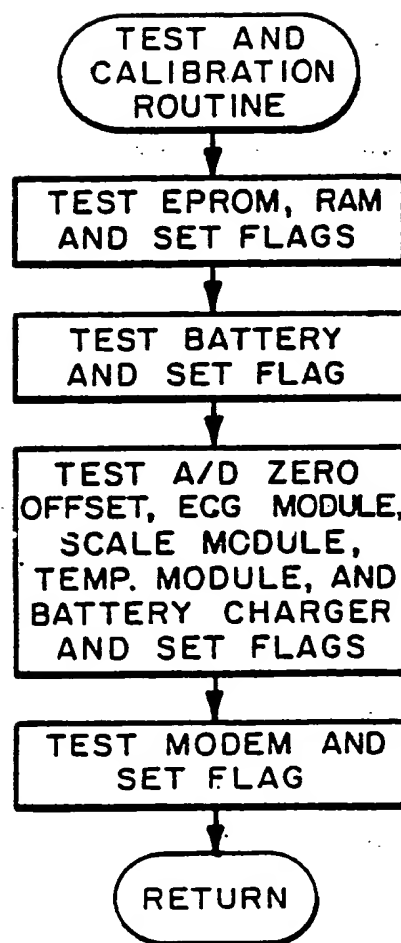 TEST AND
CALIBRATION
ROUTINE
TEST EPROM, RAM
AND SET FLAGS
TEST BATTERY
AND SET FLAG
TEST A/D ZERO
OFFSET, ECG MODULE,
SCALE MODULE,
TEMP. MODULE, AND
BATTERY CHARGER
AND SET FLAGS
TEST MODEM AND
SET FLAG
RETURN